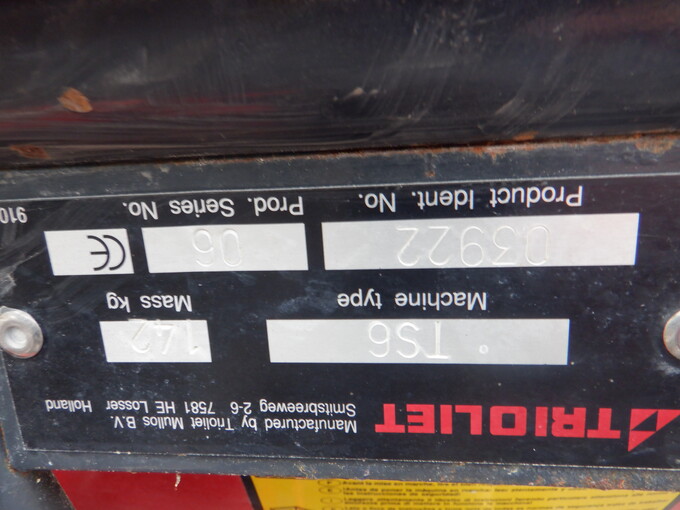 TRIOLIET
Manufactured by Trioliet Mullos B.V.
Smitsbreeweg 2-6 7581 HE Losser Holland
Machine type
Mass kg
TS6
142
Product Ident. No.
Prod. Series No.
03922
06
CE
910